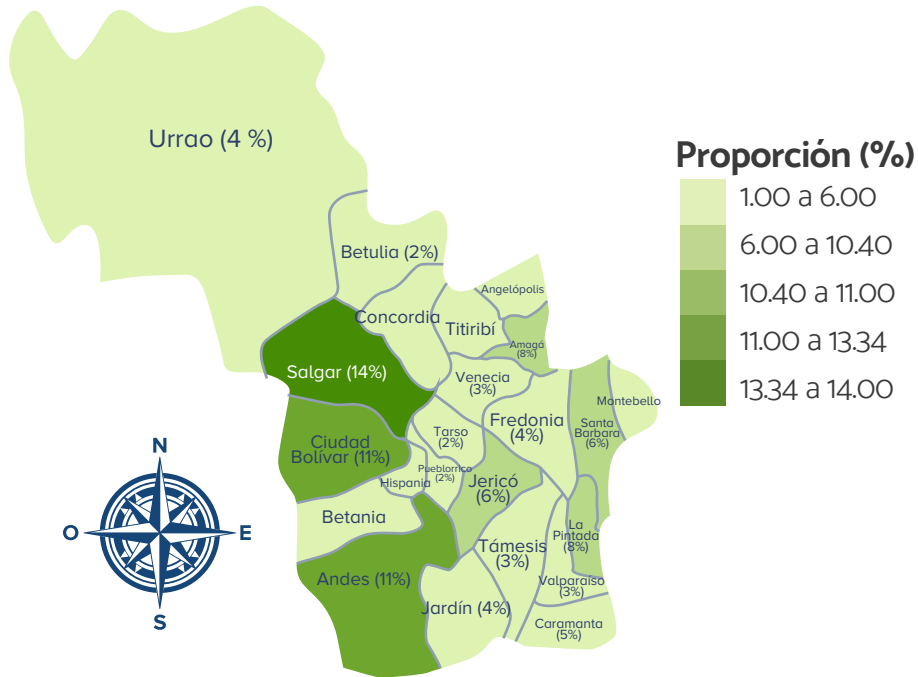 Urrao (4 %)
Proporción (%)
1.00 a 6.00
6.00 a 10.40
10.40 a 11.00
11.00 a 13.34
13.34 a 14.00
Betulia (2%)
Angelópolis
Concordia
Titiribí
Amagá
(8%)
Salgar (14%)
Venecia
(3%)
Montebello
Fredonia
(4%)
Santa
Barbara
(6%)
Tarso
(2%)
Ciudad
Bolívar (11%)
Pueblorrico
(2%)
Hispania
Jericó
(6%)
Betania
La
Pintada
(8%)
Támesis
(3%)
Andes (11%)
Valparaíso
(3%)
Jardín (4%)
Caramanta
(5%)
N
O
E
S